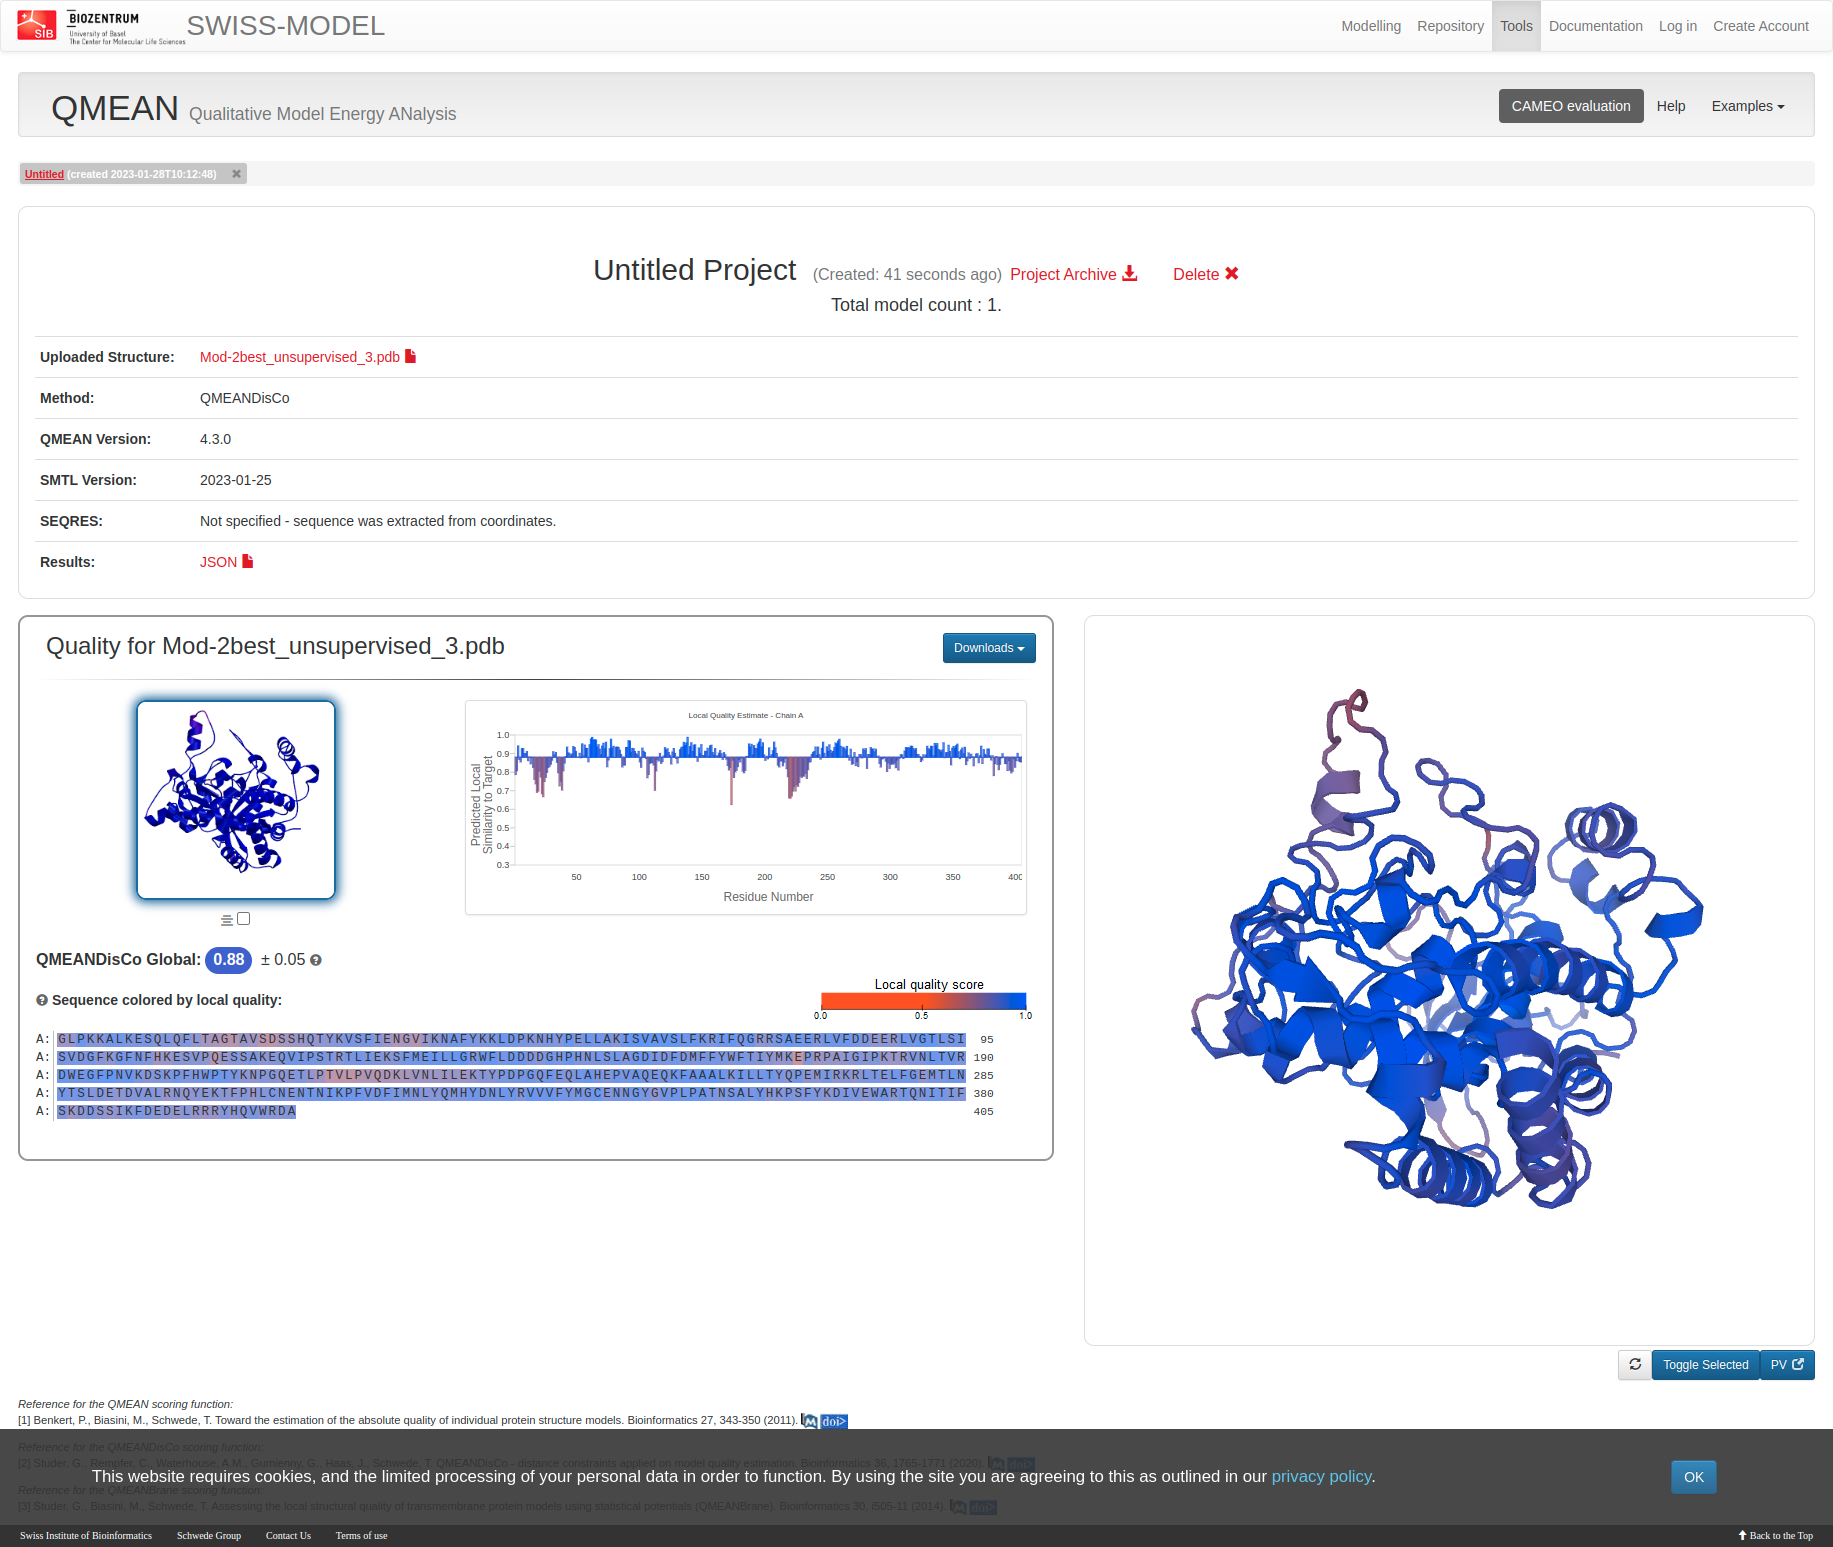 SIB
BIOZENTRUM
University of Basel
The Center for Molecular Life Sciences
SWISS-MODEL
Modelling Repository Tools Documentation Log in Create Account
QMEAN Qualitative Model Energy ANalysis
CAMEO evaluation Help Examples
Untitled (created 2023-01-28T10:12:48)
Untitled Project (Created: 41 seconds ago) Project Archive Delete
Total model count : 1.
Uploaded Structure: Mod-2best_unsupervised_3.pdb
Method: QMEANDisCo
QMEAN Version: 4.3.0
SMTL Version: 2023-01-25
SEQRES: Not specified - sequence was extracted from coordinates.
Results: JSON
Quality for Mod-2best_unsupervised_3.pdb
Downloads
Local Quality Estimate - Chain A
Predicted Local
Similarity to Target
1.0
0.9
0.8
0.7
0.6
0.5
0.4
0.3
50 100 150 200 250 300 350 400
Residue Number
QMEANDisCo Global: 0.88 ± 0.05
Sequence colored by local quality:
Local quality score
0.0 0.5 1.0
A: GLPKKALKESQLQFLTAGTAVSDSSHQTYKVSFIENGVIKNAFYKKLDPKNHYPELLAKISVAVSLFKRIFQGRRSAEERLVFDDEERLVGTLSI 95
A: SVDGFKGFNFHKESVPQESSAKEQVIPSTRTLIEKSFMEILLGRWFLDDDDGHPHNLSLAGDIDFDMFFYWFTIYMKEPRPAIGIPKTRVNLTVR 190
A: DWEGFPNVKDSKPFHWPTYKNPGQETLPTVLPVQDKLVNLILEKTYPDPGQFEQLAHEPVAQEQKFAAALKILLTYQPEMIRKRLTELFGEMTLN 285
A: YTSLDETDVALRNQYEKTFPHLCNENTNIKPFVDFIMNLYQMHYDNLYRVVVFYMGCENNGYGVPLPATNSALYHKPSFYKDIVEWARTQNITIF 380
A: SKDDSSIKFDEDELRRRYHQVWRDA 405
Toggle Selected PV
Reference for the QMEAN scoring function:
[1] Benkert, P., Biasini, M., Schwede, T. Toward the estimation of the absolute quality of individual protein structure models. Bioinformatics 27, 343-350 (2011). doi>
Reference for the QMEANDisCo scoring function:
[2] Studer, G., Rempfer, C., Waterhouse, A.M., Gumienny, G., Haas, J., Schwede, T. QMEANDisCo - distance constraints applied on model quality estimation. Bioinformatics 36, 1765-1771 (2020). doi>
This website requires cookies, and the limited processing of your personal data in order to function. By using the site you are agreeing to this as outlined in our privacy policy.
OK
Reference for the QMEANBrane scoring function:
[3] Studer, G., Biasini, M., Schwede, T. Assessing the local structural quality of transmembrane protein models using statistical potentials (QMEANBrane). Bioinformatics 30, i505-11 (2014). doi>
Swiss Institute of Bioinformatics Schwede Group Contact Us Terms of use Back to the Top